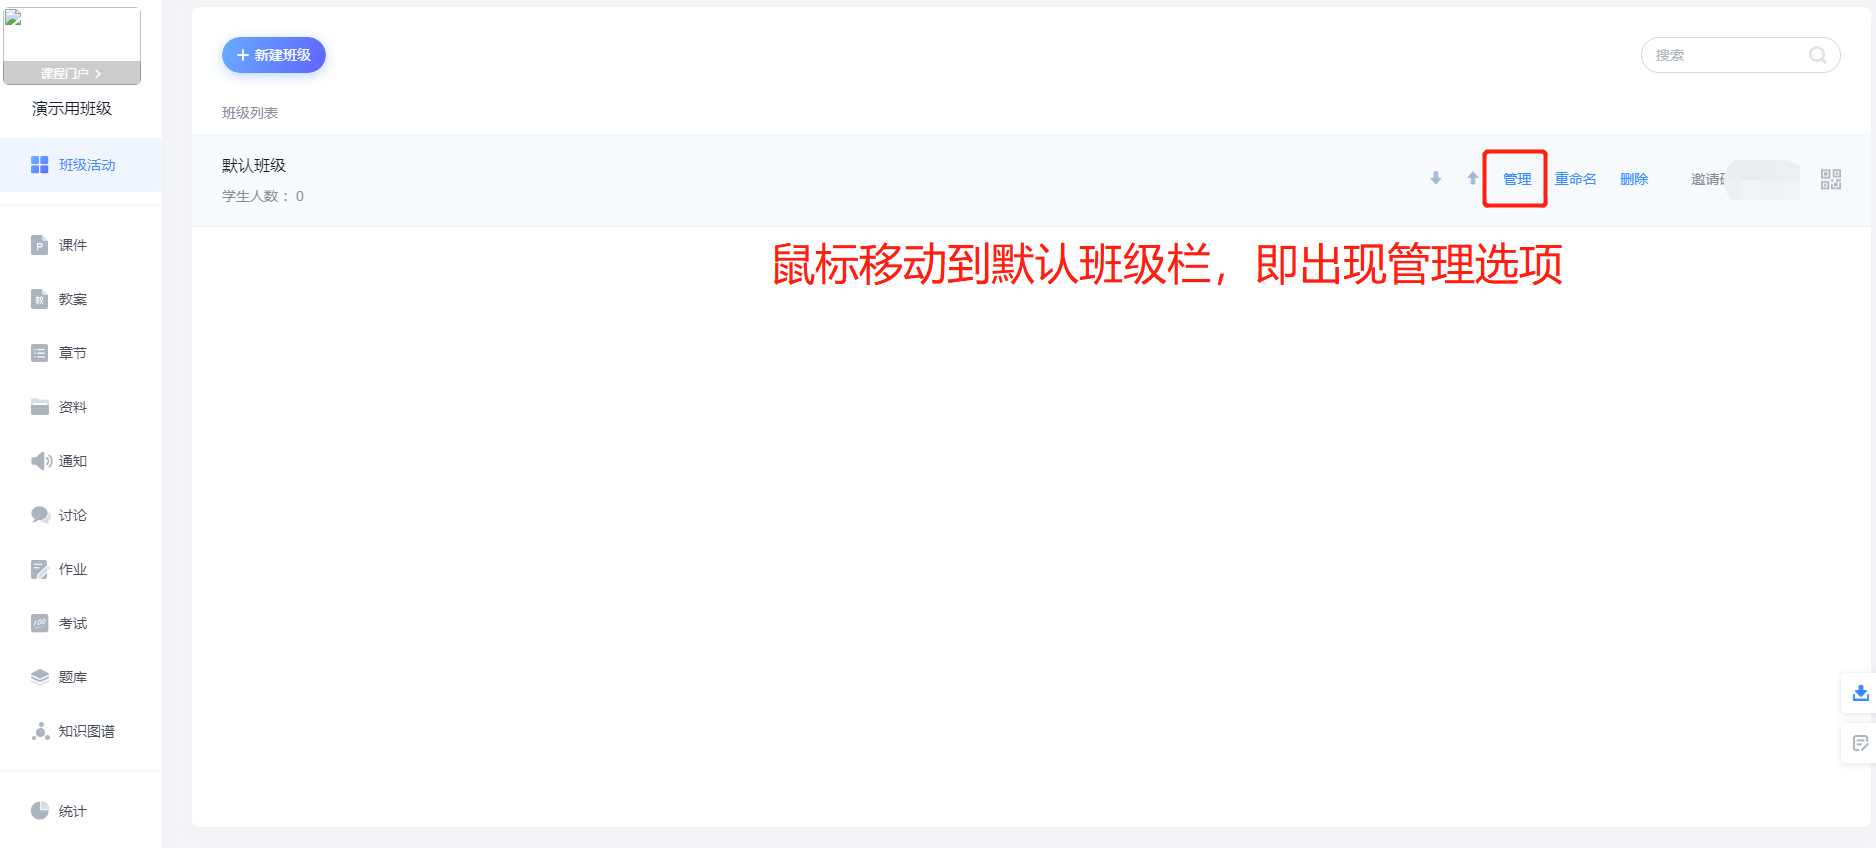 课程门户
演示用班级
班级活动
课件
教案
章节
资料
通知
讨论
作业
考试
题库
知识图谱
统计
新建班级
搜索
班级列表
默认班级
学生人数： 0
管理
重命名
删除
邀请
鼠标移动到默认班级栏，即出现管理选项